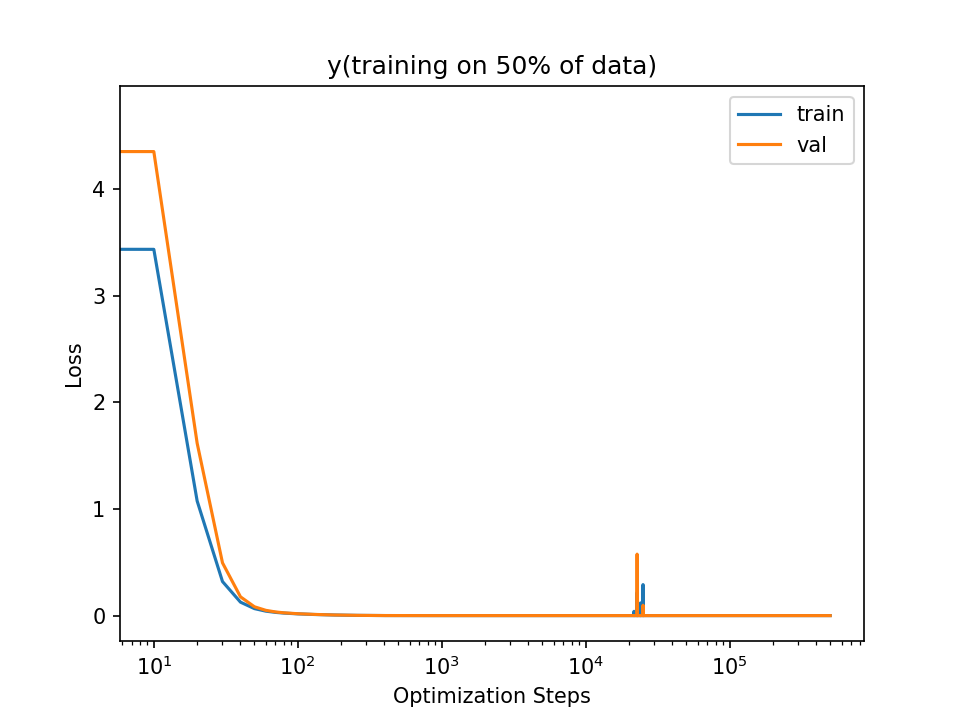 y(training on 50% of data)
train
val
4
3
2
1
0
Loss
10¹ 10² 10³ 10⁴ 10⁵
Optimization Steps